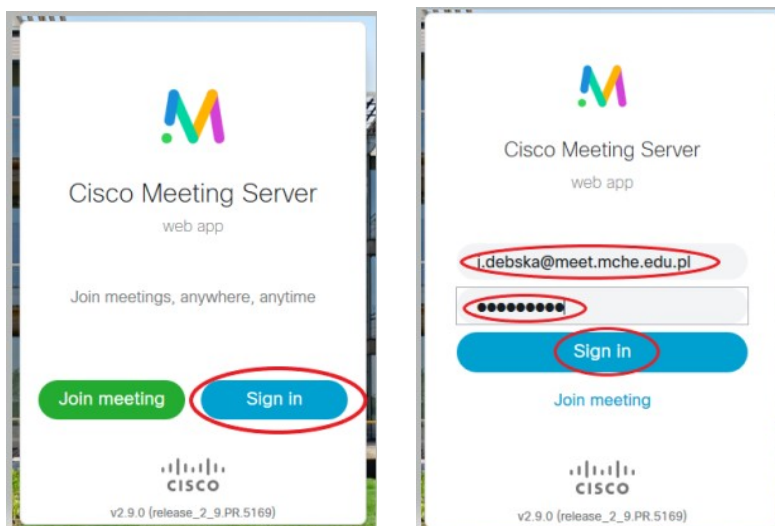 Cisco Meeting Server
web app
Join meetings, anywhere, anytime
Join meeting
Sign in
CISCO
v2.9.0 (release_2_9.PR.5169)
Cisco Meeting Server
web app
j.debska@meet.mche.edu.pl
●●●●●●●●●
Sign in
Join meeting
CISCO
v2.9.0 (release_2_9.PR.5169)